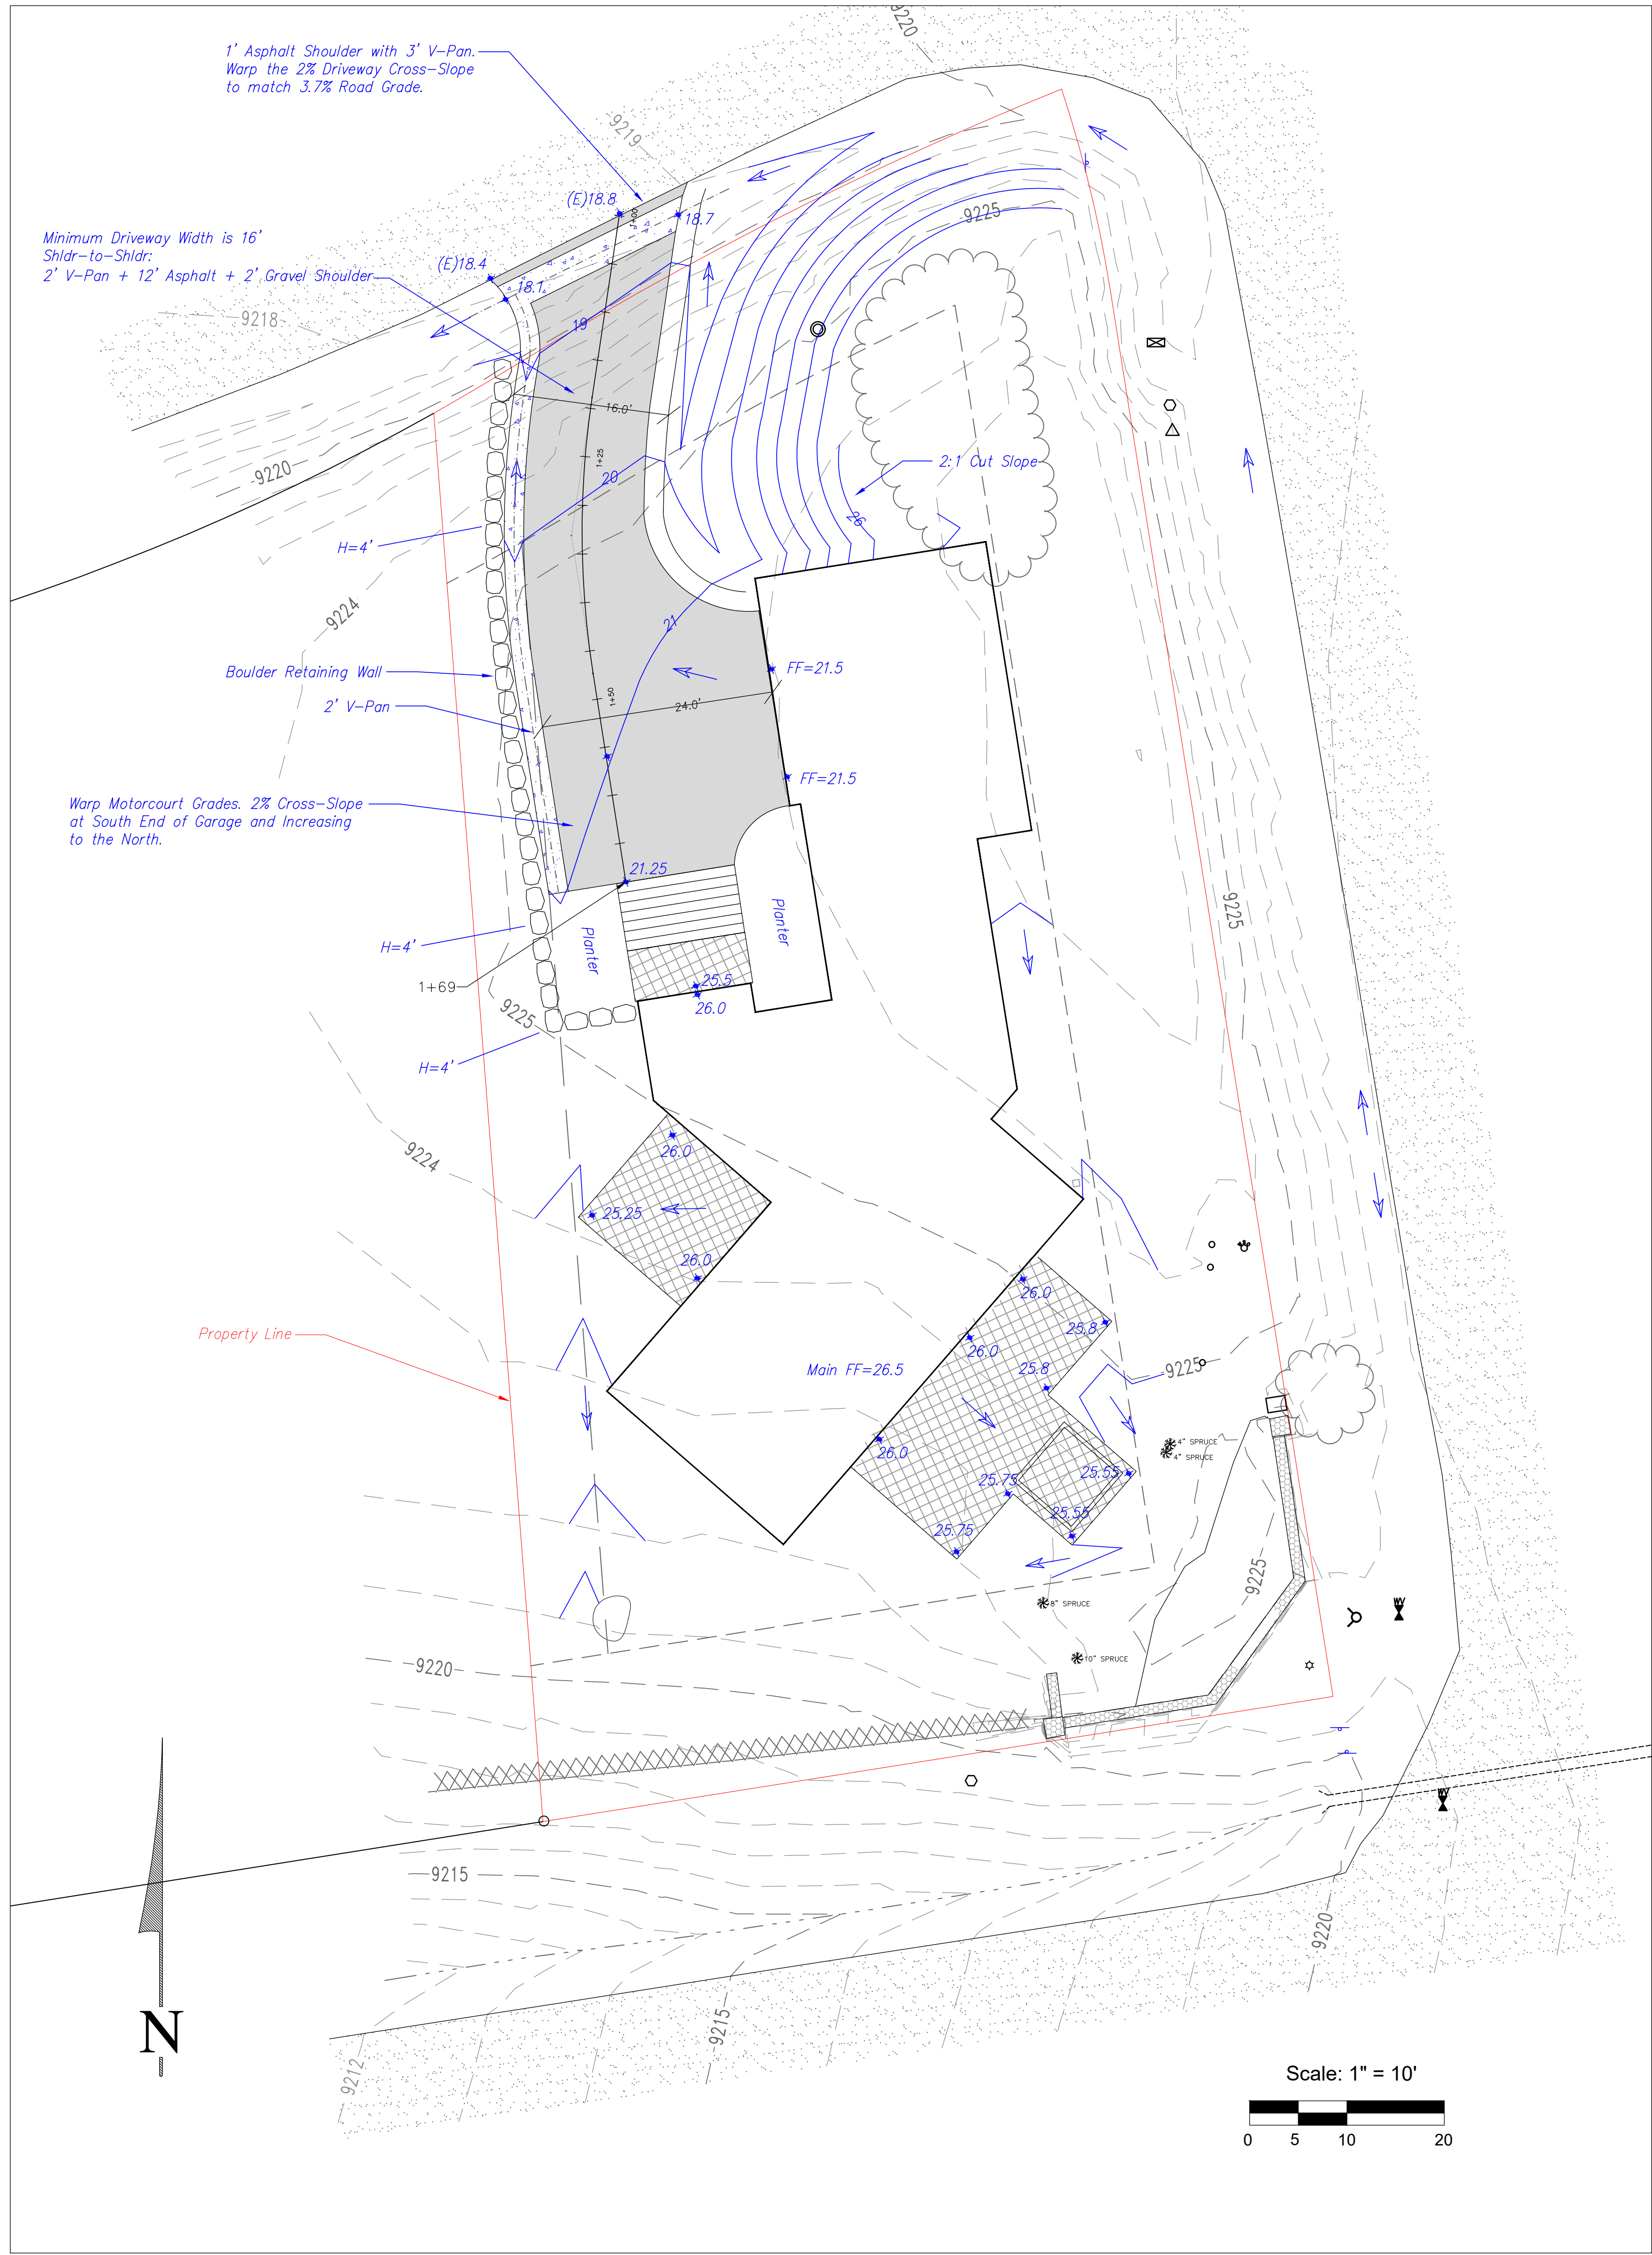 9220
1' Asphalt Shoulder with 3' V-Pan.
Warp the 2% Driveway Cross-Slope
to match 3.7% Road Grade.
9219
(E)18.8
1+00
18.7
9225
Minimum Driveway Width is 16'
Shldr-to-Shldr:
2' V-Pan + 12' Asphalt + 2' Gravel Shoulder
(E)18.4
18.1
9218
19
16.0'
1+25
9220
20
2:1 Cut Slope
26
H=4'
9224
21
Boulder Retaining Wall
FF=21.5
1+50
2' V-Pan
24.0'
FF=21.5
Warp Motorcourt Grades. 2% Cross-Slope
at South End of Garage and Increasing
to the North.
21.25
9225
Planter
Planter
H=4'
1+69
25.5
26.0
9225
H=4'
9224
26.0
25.25
26.0
26.0
25.8
Property Line
26.0
Main FF=26.5
25.8
9225
26.0
4" SPRUCE
4" SPRUCE
25.75
25.55
25.55
25.75
9225
8" SPRUCE
WV
10" SPRUCE
9220
WV
9215
9220
9215
9212
N
Scale: 1" = 10'
0 5 10 20